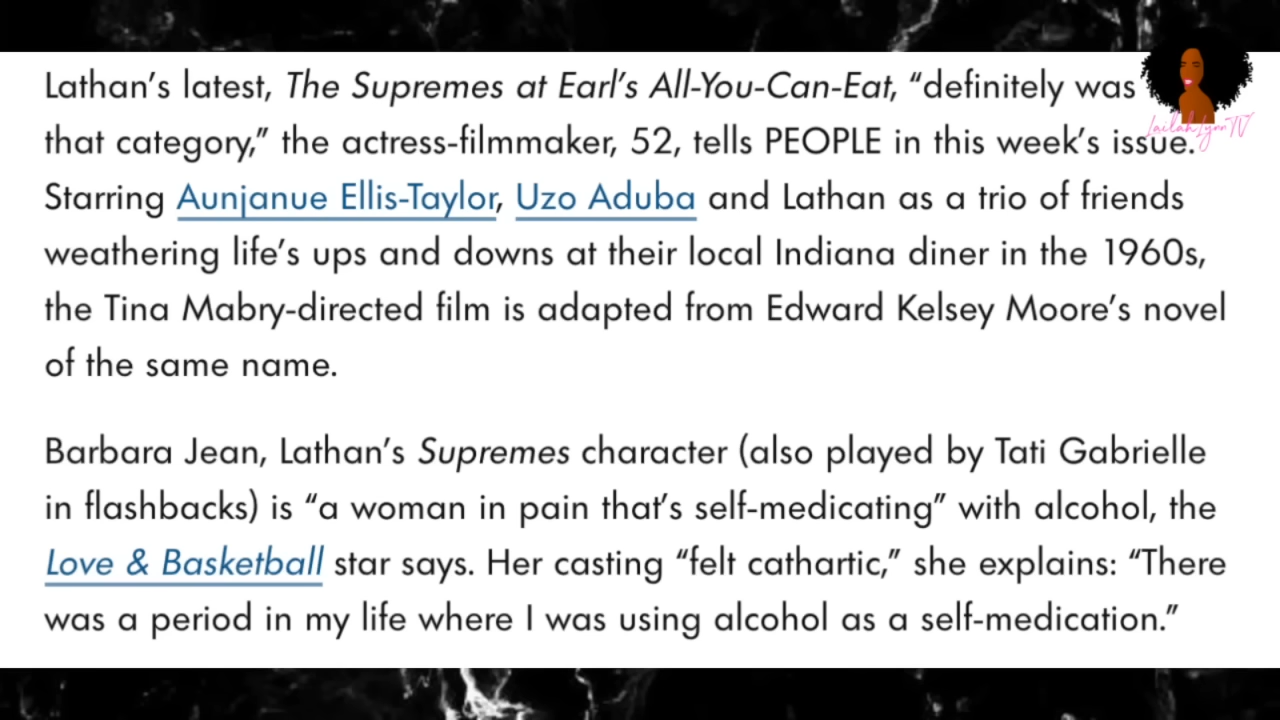 Lathan’s latest, The Supremes at Earl’s All-You-Can-Eat, “definitely was
LailahLynnTV
that category,” the actress-filmmaker, 52, tells PEOPLE in this week’s issue.
Starring Aunjanue Ellis-Taylor, Uzo Aduba and Lathan as a trio of friends
weathering life’s ups and downs at their local Indiana diner in the 1960s,
the Tina Mabry-directed film is adapted from Edward Kelsey Moore’s novel
of the same name.
Barbara Jean, Lathan’s Supremes character (also played by Tati Gabrielle
in flashbacks) is “a woman in pain that’s self-medicating” with alcohol, the
Love & Basketball star says. Her casting “felt cathartic,” she explains: “There
was a period in my life where I was using alcohol as a self-medication.”